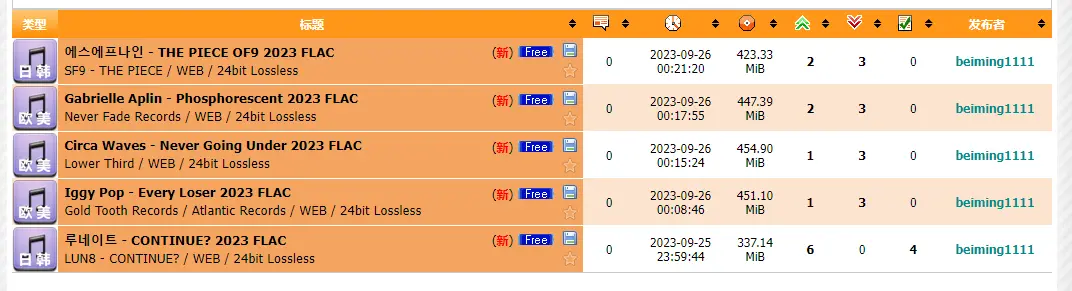 类型 标题 发布者
日韩 에스에프나인 - THE PIECE OF9 2023 FLAC (新) Free 0 2023-09-26 423.33 2 3 0 beiming1111
SF9 - THE PIECE / WEB / 24bit Lossless 00:21:20 MiB
欧美 Gabrielle Aplin - Phosphorescent 2023 FLAC (新) Free 0 2023-09-26 447.39 2 3 0 beiming1111
Never Fade Records / WEB / 24bit Lossless 00:17:55 MiB
欧美 Circa Waves - Never Going Under 2023 FLAC (新) Free 0 2023-09-26 454.90 1 3 0 beiming1111
Lower Third / WEB / 24bit Lossless 00:15:24 MiB
欧美 Iggy Pop - Every Loser 2023 FLAC (新) Free 0 2023-09-26 451.10 1 3 0 beiming1111
Gold Tooth Records / Atlantic Records / WEB / 24bit Lossless 00:08:46 MiB
日韩 루네이트 - CONTINUE? 2023 FLAC (新) Free 0 2023-09-25 337.14 6 0 4 beiming1111
LUN8 - CONTINUE? / WEB / 24bit Lossless 23:59:44 MiB